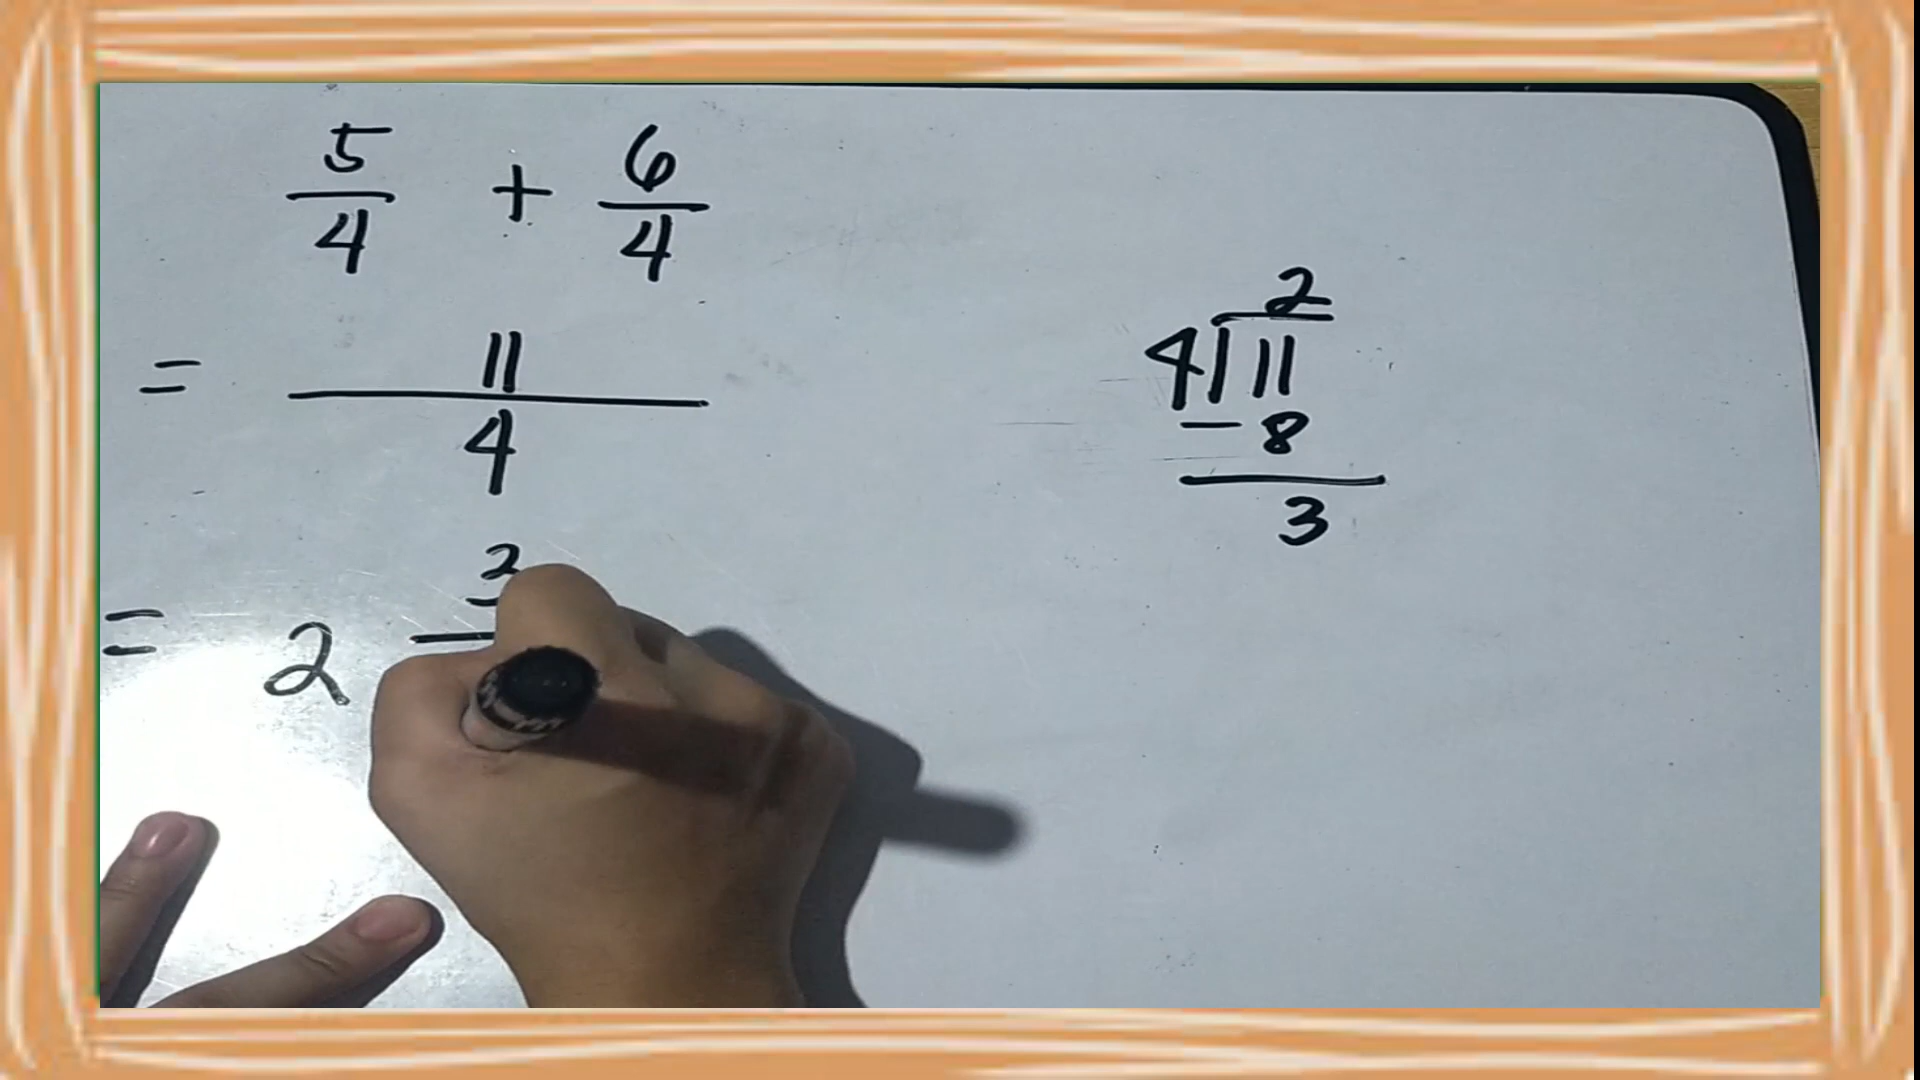 5/4 + 6/4
= 11/4
= 2 3/
2
4 11
- 8
3